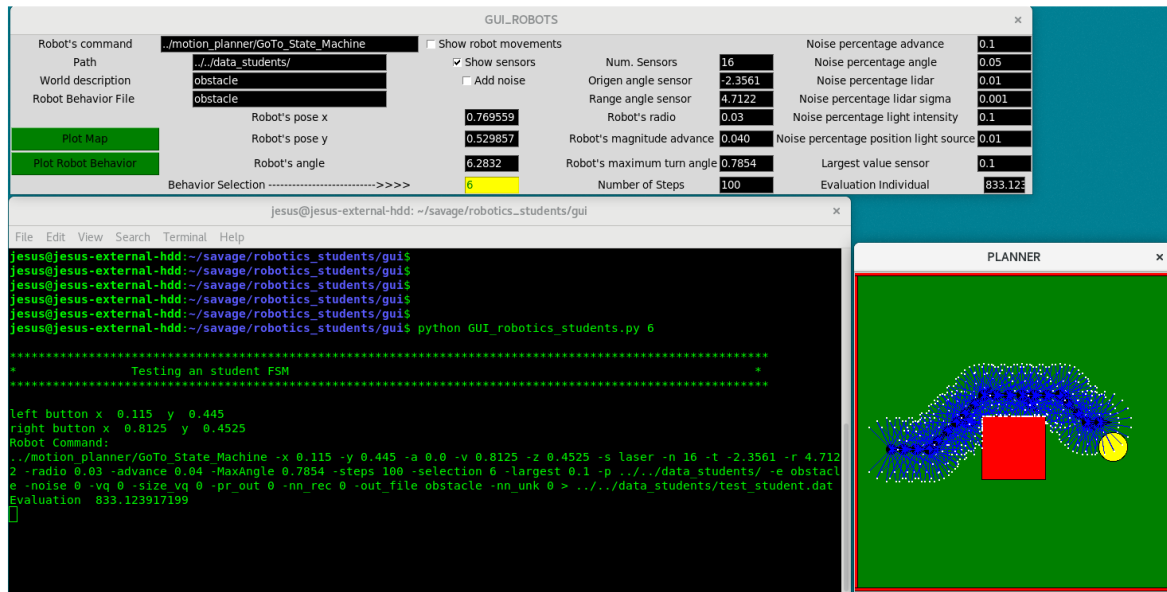 GUI_ROBOTS ×
Robot's command ../motion_planner/GoTo_State_Machine Show robot movements Noise percentage advance 0.1
Path ../../data_students/ Show sensors Num. Sensors 16 Noise percentage angle 0.05
World description obstacle Add noise Origen angle sensor -2.3561 Noise percentage lidar 0.01
Robot Behavior File obstacle Range angle sensor 4.7122 Noise percentage lidar sigma 0.001
Robot's pose x 0.769559 Robot's radio 0.03 Noise percentage light intensity 0.1
Plot Map Robot's pose y 0.529857 Robot's magnitude advance 0.040 Noise percentage position light source 0.01
Plot Robot Behavior Robot's angle 6.2832 Robot's maximum turn angle 0.7854 Largest value sensor 0.1
Behavior Selection --------------------------->>>> 6 Number of Steps 100 Evaluation Individual 833.123
jesus@jesus-external-hdd: ~/savage/robotics_students/gui ×
File Edit View Search Terminal Help
jesus@jesus-external-hdd:~/savage/robotics_students/gui$
jesus@jesus-external-hdd:~/savage/robotics_students/gui$
jesus@jesus-external-hdd:~/savage/robotics_students/gui$
jesus@jesus-external-hdd:~/savage/robotics_students/gui$
jesus@jesus-external-hdd:~/savage/robotics_students/gui$
jesus@jesus-external-hdd:~/savage/robotics_students/gui$ python GUI_robotics_students.py 6
*********************************************************************************************************
* Testing an student FSM *
*********************************************************************************************************
left button x 0.115 y 0.445
right button x 0.8125 y 0.4525
Robot Command:
../motion_planner/GoTo_State_Machine -x 0.115 -y 0.445 -a 0.0 -v 0.8125 -z 0.4525 -s laser -n 16 -t -2.3561 -r 4.712
2 -radio 0.03 -advance 0.04 -MaxAngle 0.7854 -steps 100 -selection 6 -largest 0.1 -p ../../data_students/ -e obstacl
e -noise 0 -vq 0 -size_vq 0 -pr_out 0 -nn_rec 0 -out_file obstacle -nn_unk 0 > ../../data_students/test_student.dat
Evaluation 833.123917199
PLANNER ×